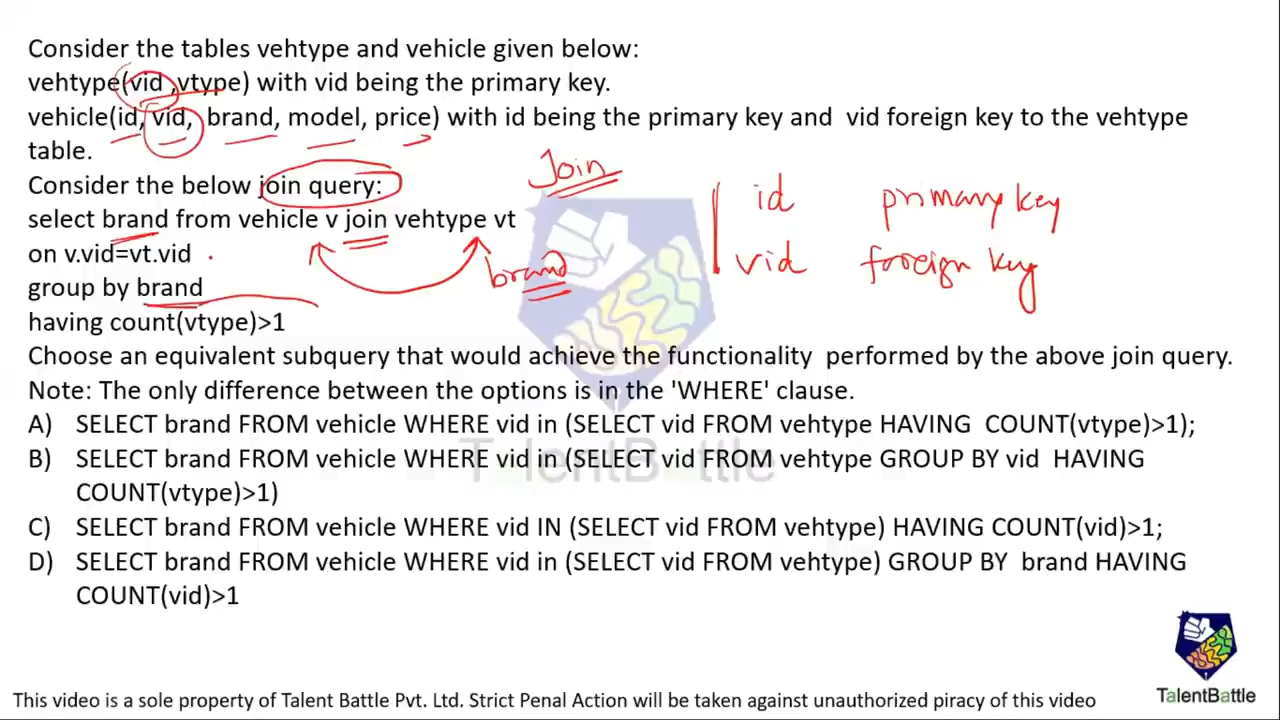 Consider the tables vehtype and vehicle given below:
vehtype(vid ,vtype) with vid being the primary key.
vehicle(id, vid, brand, model, price) with id being the primary key and vid foreign key to the vehtype
table.
Join
Consider the below join query:
id primary key
select brand from vehicle v join vehtype vt
on v.vid=vt.vid
brand
vid foreign key
group by brand
having count(vtype)>1
Choose an equivalent subquery that would achieve the functionality performed by the above join query.
Note: The only difference between the options is in the 'WHERE' clause.
A) SELECT brand FROM vehicle WHERE vid in (SELECT vid FROM vehtype HAVING COUNT(vtype)>1);
B) SELECT brand FROM vehicle WHERE vid in (SELECT vid FROM vehtype GROUP BY vid HAVING
COUNT(vtype)>1)
TalentBattle
C) SELECT brand FROM vehicle WHERE vid IN (SELECT vid FROM vehtype) HAVING COUNT(vid)>1;
D) SELECT brand FROM vehicle WHERE vid in (SELECT vid FROM vehtype) GROUP BY brand HAVING
COUNT(vid)>1
TalentBattle
This video is a sole property of Talent Battle Pvt. Ltd. Strict Penal Action will be taken against unauthorized piracy of this video